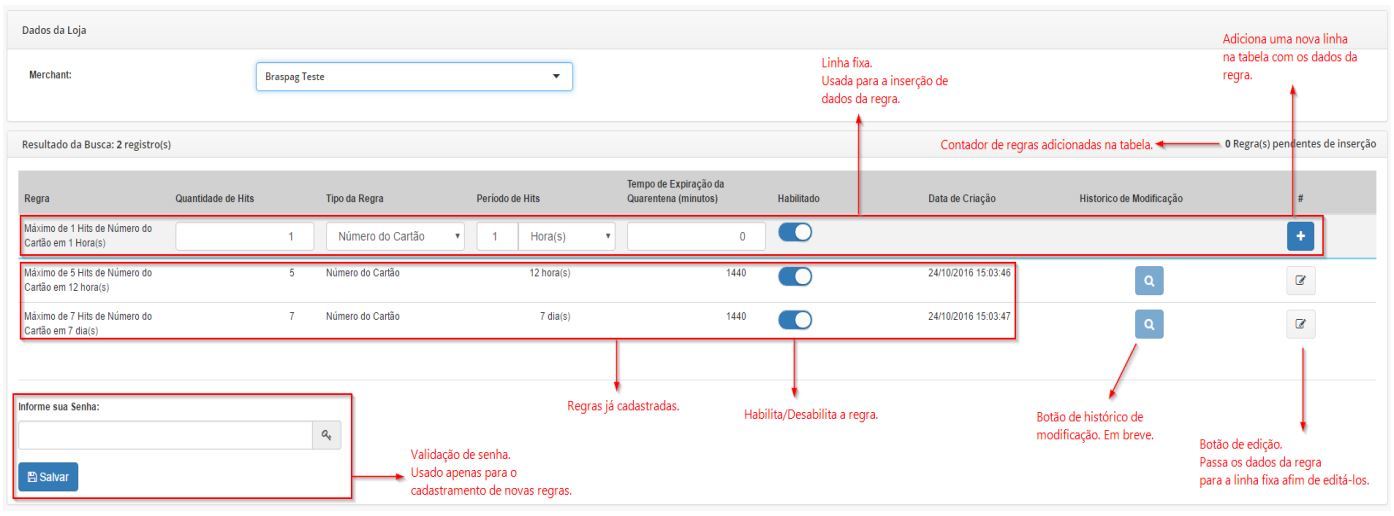 Dados da Loja
Adiciona uma nova linha
na tabela com os dados da
regra.
Merchant:
Braspag Teste
Linha fixa.
Usada para a inserção de
dados da regra.
Resultado da Busca: 2 registro(s)
Contador de regras adicionadas na tabela.
0 Regra(s) pendentes de inserção
Regra
Quantidade de Hits
Tipo da Regra
Período de Hits
Tempo de Expiração da
Quarentena (minutos)
Habilitado
Data de Criação
Historico de Modificação
#
Máximo de 1 Hits de Número do
Cartão em 1 Hora(s)
1
Número do Cartão
1
Hora(s)
0
Máximo de 5 Hits de Número do
Cartão em 12 hora(s)
5
Número do Cartão
12 hora(s)
1440
24/10/2016 15:03:46
Máximo de 7 Hits de Número do
Cartão em 7 dia(s)
7
Número do Cartão
7 dia(s)
1440
24/10/2016 15:03:47
Regras já cadastradas.
Habilita/Desabilita a regra.
Botão de histórico de
modificação. Em breve.
Botão de edição.
Passa os dados da regra
para a linha fixa afim de editá-los.
Informe sua Senha:
Salvar
Validação de senha.
Usado apenas para o
cadastramento de novas regras.